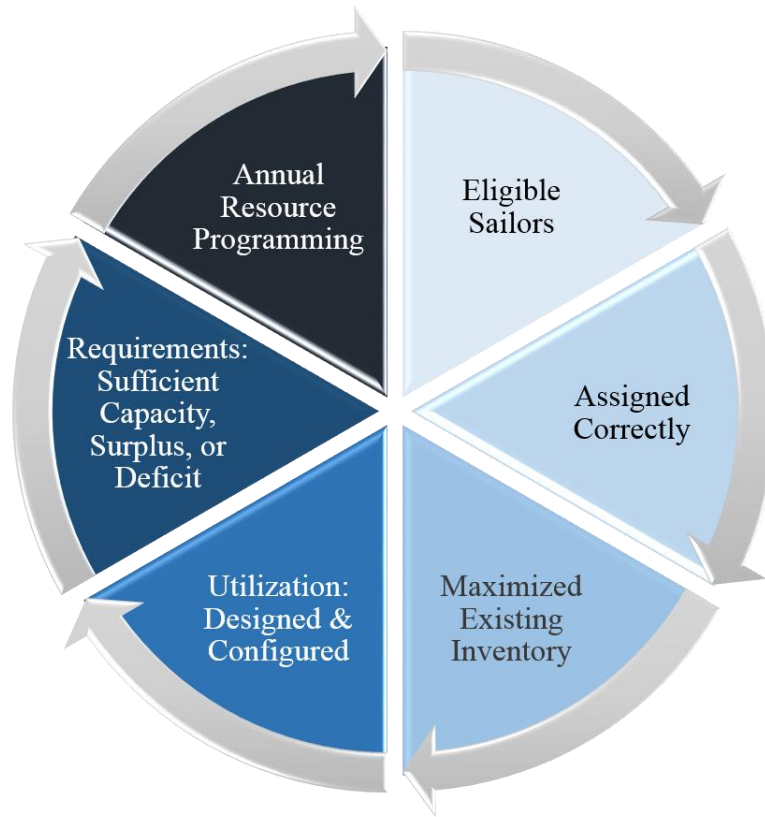 Eligible
Sailors
Assigned
Correctly
Maximized
Existing
Inventory
Utilization:
Designed &
Configured
Requirements:
Sufficient
Capacity,
Surplus, or
Deficit
Annual
Resource
Programming